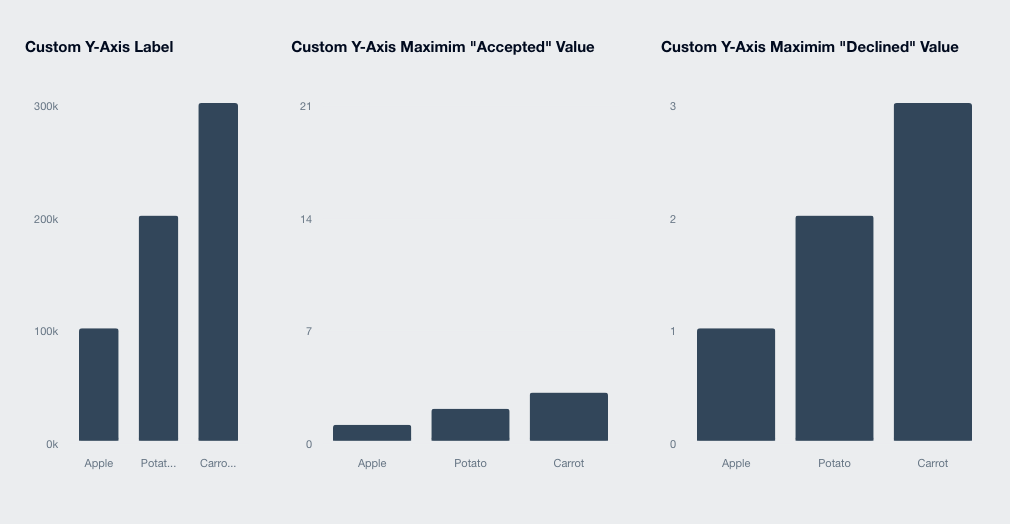 Custom Y-Axis Label
300k
200k
100k
0k
Apple
Potat...
Carro...
Custom Y-Axis Maximim "Accepted" Value
21
14
7
0
Apple
Potato
Carrot
Custom Y-Axis Maximim "Declined" Value
3
2
1
0
Apple
Potato
Carrot